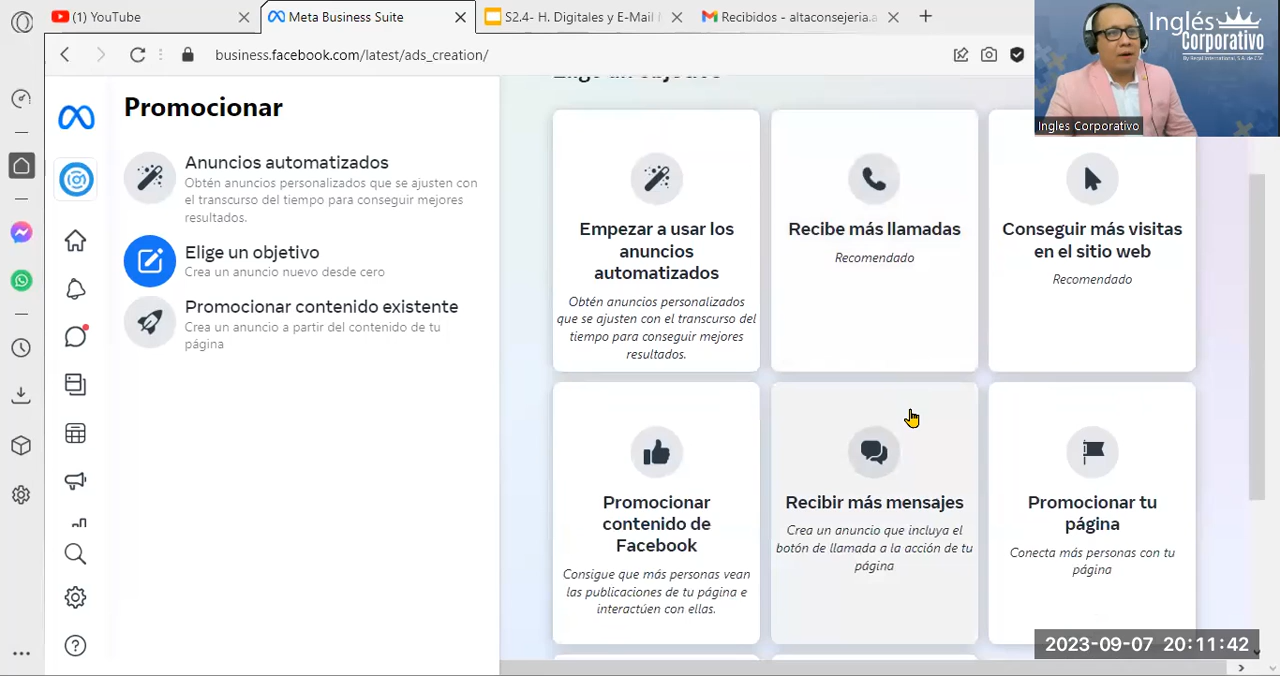 (1) YouTube
Meta Business Suite
S2.4- H. Digitales y E-Mail
Recibidos - altaconsejeria.a
business.facebook.com/latest/ads_creation/
Inglés
Corporativo
By Regal International, S.A. de C.V.
Ingles Corporativo
Promocionar
Anuncios automatizados
Obtén anuncios personalizados que se ajusten con
el transcurso del tiempo para conseguir mejores
resultados.
Elige un objetivo
Crea un anuncio nuevo desde cero
Promocionar contenido existente
Crea un anuncio a partir del contenido de tu
página
Elige un objetivo
Empezar a usar los
anuncios
automatizados
Obtén anuncios personalizados
que se ajusten con el transcurso del
tiempo para conseguir mejores
resultados.
Recibe más llamadas
Recomendado
Conseguir más visitas
en el sitio web
Recomendado
Promocionar
contenido de
Facebook
Consigue que más personas vean
las publicaciones de tu página e
interactúen con ellas.
Recibir más mensajes
Crea un anuncio que incluya el
botón de llamada a la acción de tu
página
Promocionar tu
página
Conecta más personas con tu
página
2023-09-07 20:11:42